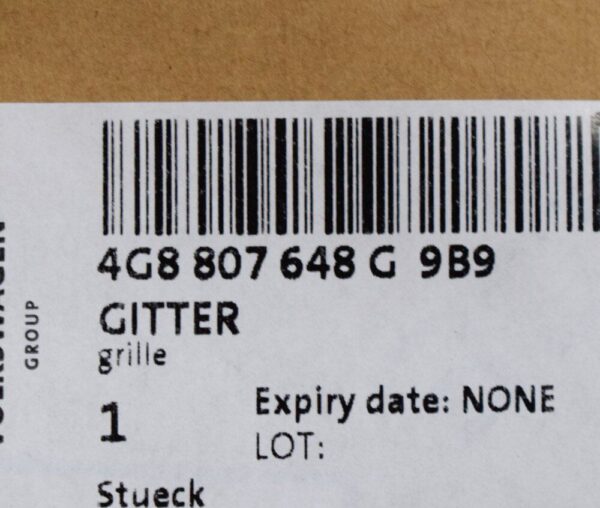 4G8 807 648 G 9B9
GITTER
grille
1
Expiry date: NONE
LOT:
Stueck
GROUP